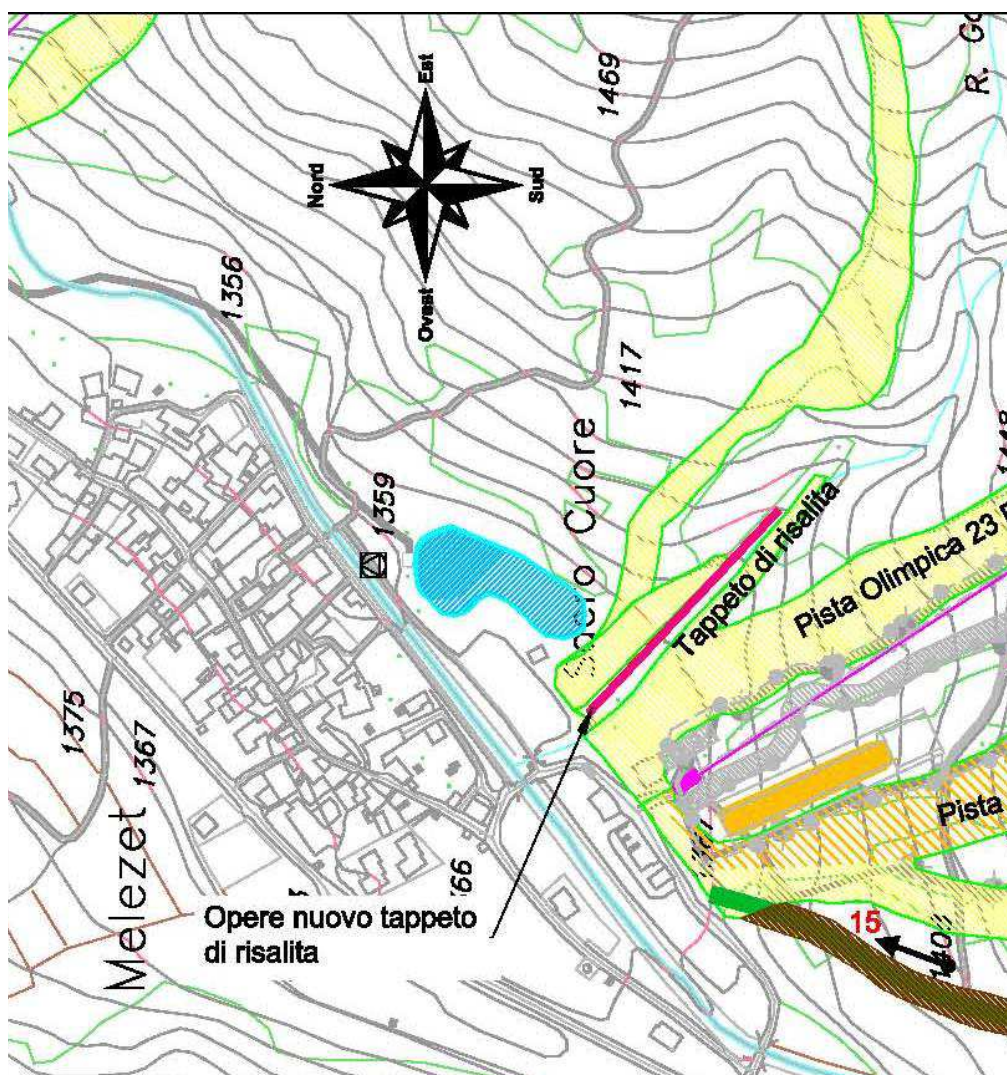 R. Go
Est
Nord
Sud
Ovest
1469
1356
1417
1359
Cuore
Tappeto di risalita
Pista Olimpica 23
1375
1367
Melezet
Pista
Opere nuovo tappeto
di risalita
15